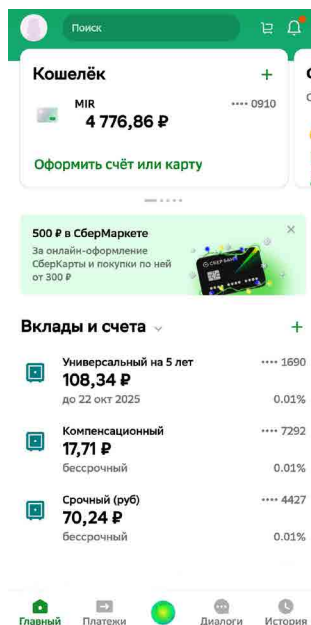 Поиск
Кошелёк
+
MIR
•••• 0910
4 776,86 ₽
Оформить счёт или карту
500 ₽ в СберМаркете
За онлайн-оформление
СберКарты и покупки по ней
от 300 ₽
СБЕР БАНК
Вклады и счета
+
Универсальный на 5 лет
•••• 1690
108,34 ₽
до 22 окт 2025
0.01%
Компенсационный
•••• 7292
17,71 ₽
бессрочный
0.01%
Срочный (руб)
•••• 4427
70,24 ₽
бессрочный
0.01%
Главный
Платежи
Диалоги
История